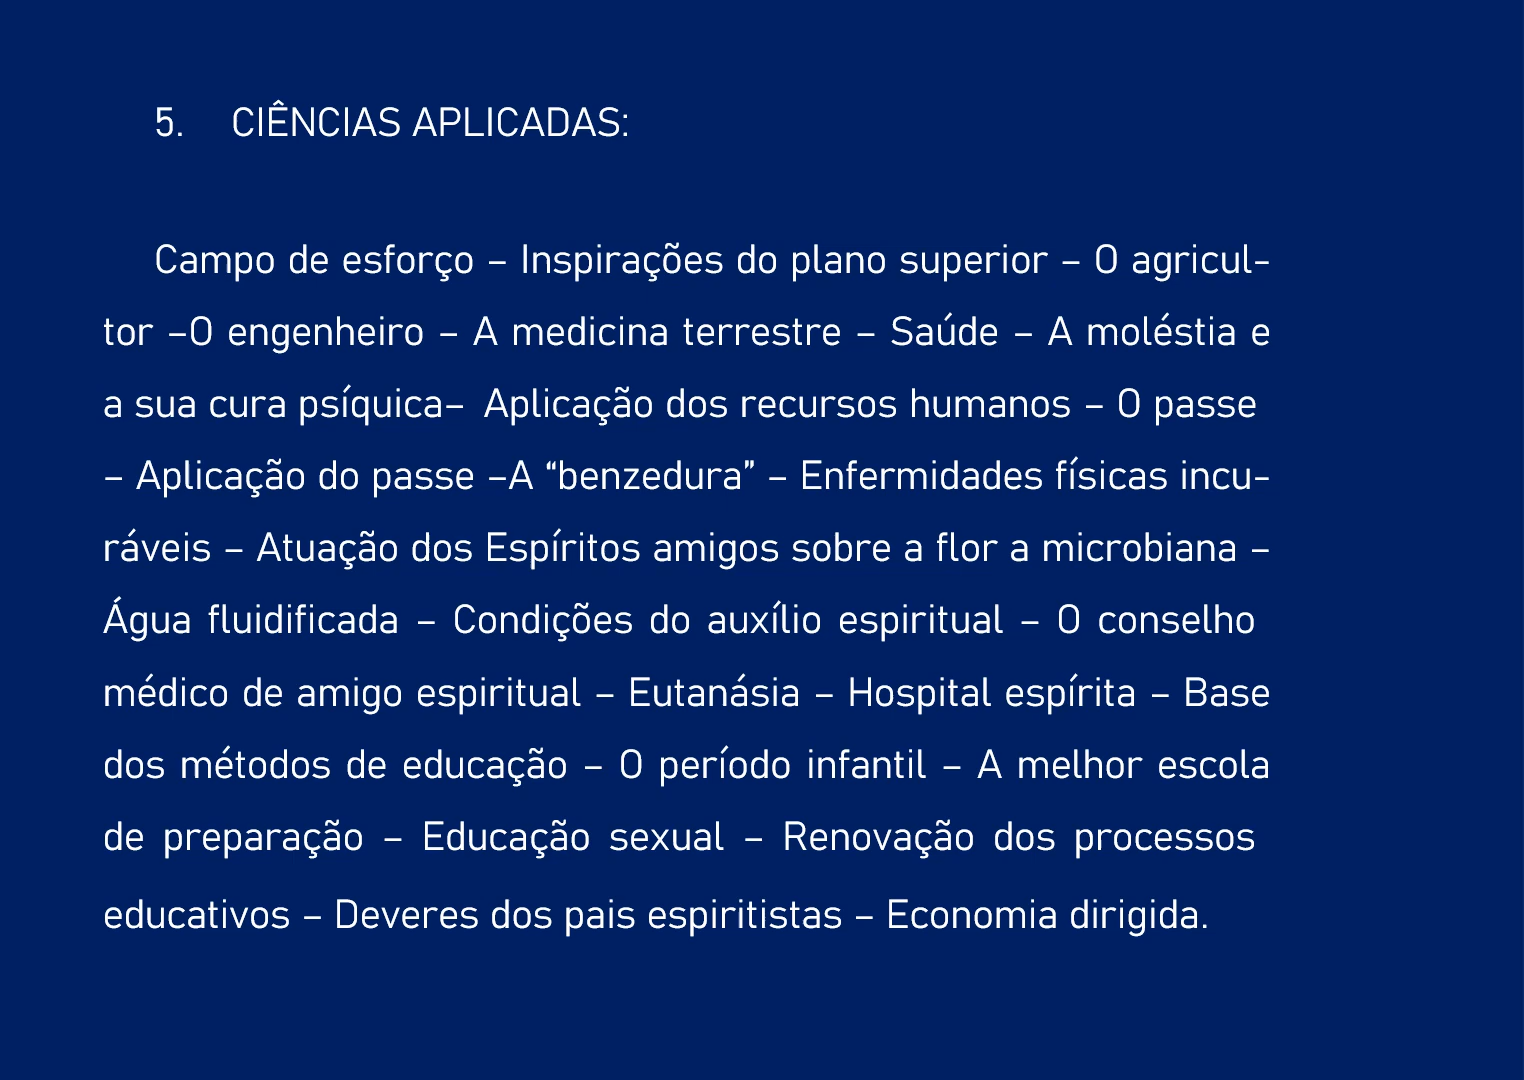 5. CIÊNCIAS APLICADAS:
Campo de esforço – Inspirações do plano superior – O agricul-
tor –O engenheiro – A medicina terrestre – Saúde – A moléstia e
a sua cura psíquica– Aplicação dos recursos humanos – O passe
– Aplicação do passe –A “benzedura” – Enfermidades físicas incu-
ráveis – Atuação dos Espíritos amigos sobre a flor a microbiana –
Água fluidificada – Condições do auxílio espiritual – O conselho
médico de amigo espiritual – Eutanásia – Hospital espírita – Base
dos métodos de educação – O período infantil – A melhor escola
de preparação – Educação sexual – Renovação dos processos
educativos – Deveres dos pais espiritistas – Economia dirigida.